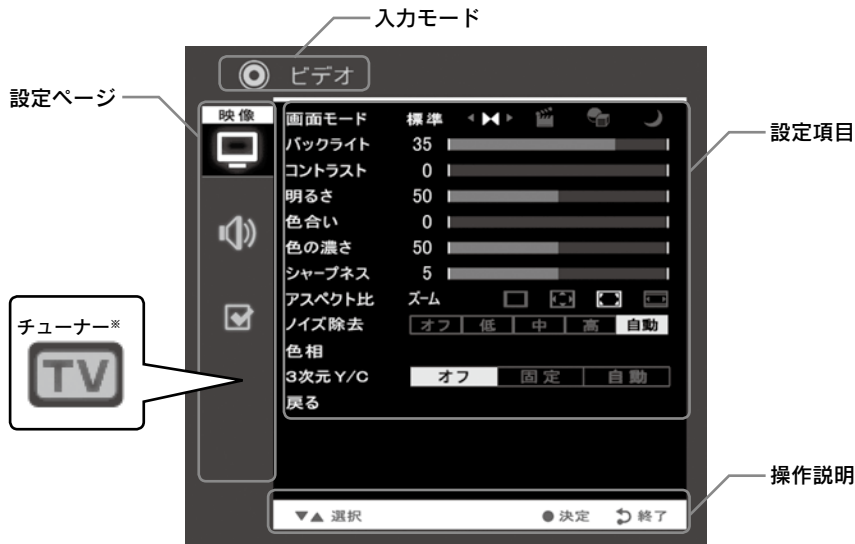 入力モード
ビデオ
設定ページ
映像
画面モード 標準
バックライト 35
コントラスト 0
明るさ 50
色合い 0
色の濃さ 50
シャープネス 5
アスペクト比 ズーム
ノイズ除去 オフ 低 中 高 自動
色相
3次元Y/C オフ 固定 自動
戻る
設定項目
チューナー※
TV
操作説明
▼▲ 選択 ●決定 終了